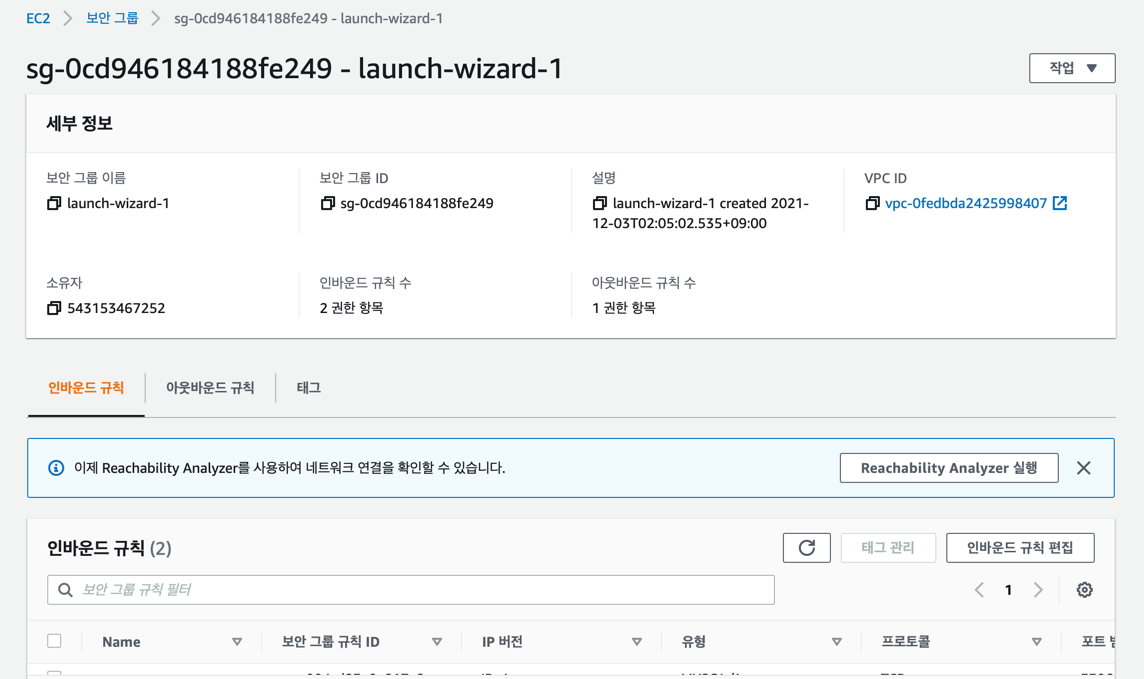 EC2 > 보안 그룹 > sg-0cd946184188fe249 - launch-wizard-1
sg-0cd946184188fe249 - launch-wizard-1
작업
세부 정보
보안 그룹 이름
launch-wizard-1
보안 그룹 ID
sg-0cd946184188fe249
설명
launch-wizard-1 created 2021-
12-03T02:05:02.535+09:00
VPC ID
vpc-0fedbda2425998407
소유자
543153467252
인바운드 규칙 수
2 권한 항목
아웃바운드 규칙 수
1 권한 항목
인바운드 규칙 아웃바운드 규칙 태그
이제 Reachability Analyzer를 사용하여 네트워크 연결을 확인할 수 있습니다. Reachability Analyzer 실행
인바운드 규칙 (2) 태그 관리 인바운드 규칙 편집
보안 그룹 규칙 필터 1
Name 보안 그룹 규칙 ID IP 버전 유형 프로토콜 포트